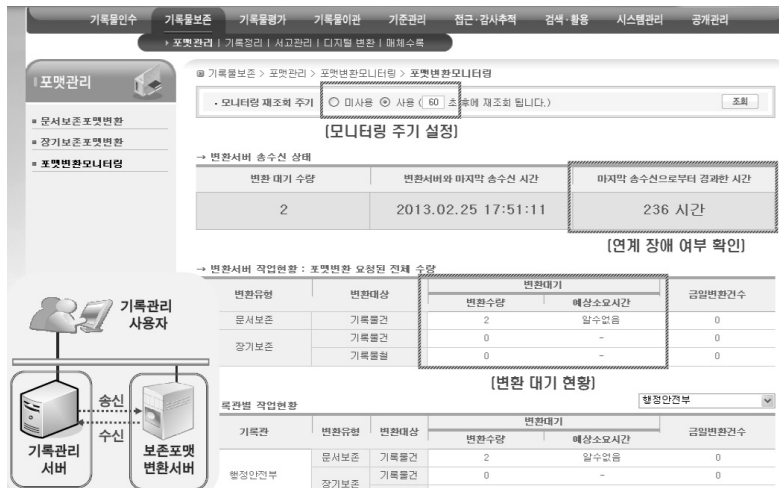 기록물인수 기록물보존 기록물평가 기록물이관 기준관리 접근·감사추적 검색·활용 시스템관리 공개관리
포맷관리 | 기록정리 | 서고관리 | 디지털 변환 | 매체수록
포맷관리
문서보존포맷변환
장기보존포맷변환
포맷변환모니터링
기록물보존 > 포맷관리 > 포맷변환모니터링 > 포맷변환모니터링
모니터링 재조회 주기 미사용 사용 ( 60 초 후에 재조회 됩니다.) 조회
[모니터링 주기 설정]
→ 변환서버 송수신 상태
변환 대기 수량 변환서버와 마지막 송수신 시간 마지막 송수신으로부터 경과한 시간
2 2013.02.25 17:51:11 236 시간
[연계 장애 여부 확인]
→ 변환서버 작업현황 : 포맷변환 요청된 전체 수량
변환유형 변환대상 변환대기 금일변환건수
변환수량 예상소요시간
문서보존 기록물건 2 알수없음 0
장기보존 기록물건 0 - 0
기록물철 0 - 0
[변환 대기 현황]
록관별 작업현황 행정안전부
기록관 변환유형 변환대상 변환대기 금일변환건수
변환수량 예상소요시간
행정안전부 문서보존 기록물건 2 알수없음 0
장기보존 기록물건 0 - 0
기록관리
사용자
송신
수신
기록관리
서버
보존포맷
변환서버